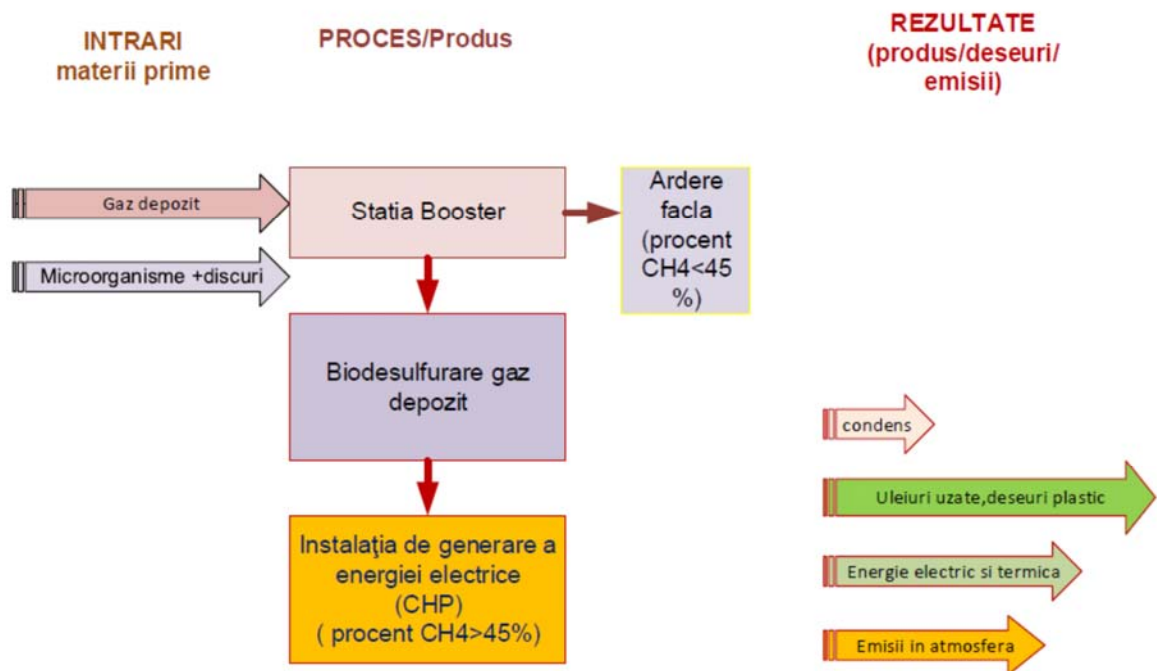 INTRARI
materii prime
PROCES/Produs
REZULTATE
(produs/deseuri/
emisii)
Gaz depozit
Microorganisme +discuri
Statia Booster
Ardere
facla
(procent
CH4<45
%)
Biodesulfurare gaz
depozit
Instalaţia de generare a
energiei electrice
(CHP)
( procent CH4>45%)
condens
Uleiuri uzate,deseuri plastic
Energie electric si termica
Emisii in atmosfera